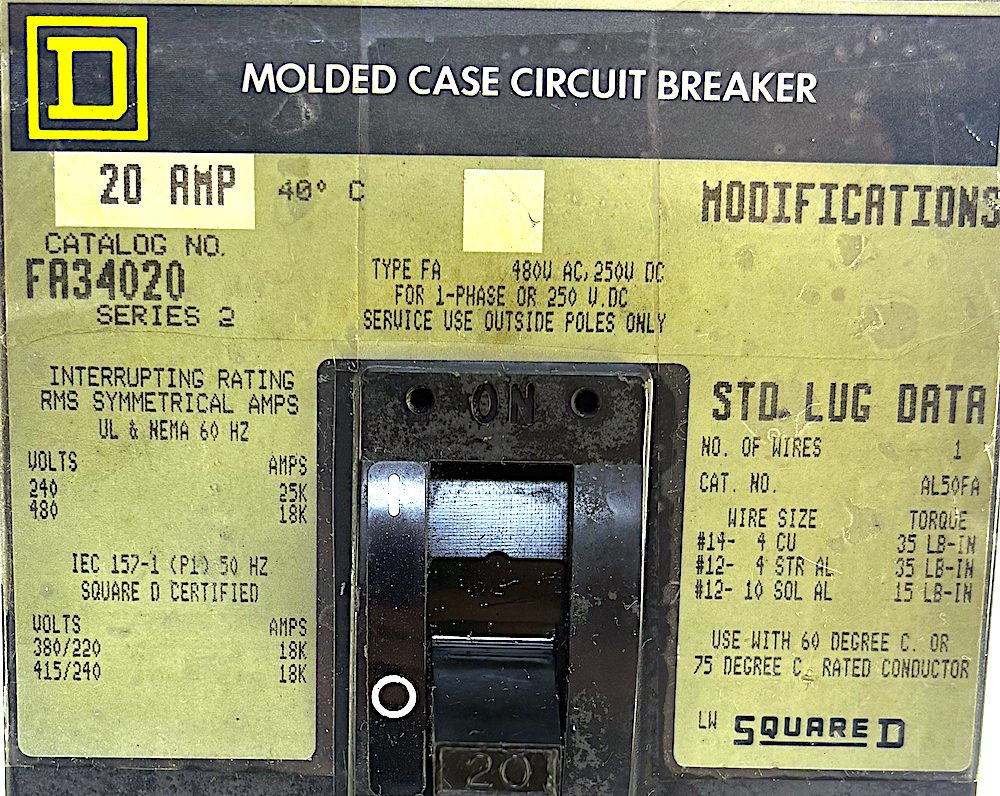 D
MOLDED CASE CIRCUIT BREAKER
20 AMP 40° C
CATALOG NO.
FA34020
SERIES 2
TYPE FA 480V AC, 250V DC
FOR 1-PHASE OR 250 V.DC
SERVICE USE OUTSIDE POLES ONLY
MODIFICATIONS
INTERRUPTING RATING
RMS SYMMETRICAL AMPS
UL & NEMA 60 HZ
VOLTS AMPS
240 25K
480 18K
IEC 157-1 (P1) 50 HZ
SQUARE D CERTIFIED
VOLTS AMPS
380/220 18K
415/240 18K
ON
20
STD. LUG DATA
NO. OF WIRES 1
CAT. NO. AL50FA
WIRE SIZE TORQUE
#14- 4 CU 35 LB-IN
#12- 4 STR AL 35 LB-IN
#12- 10 SOL AL 15 LB-IN
USE WITH 60 DEGREE C. OR
75 DEGREE C. RATED CONDUCTOR
LW SQUARE D